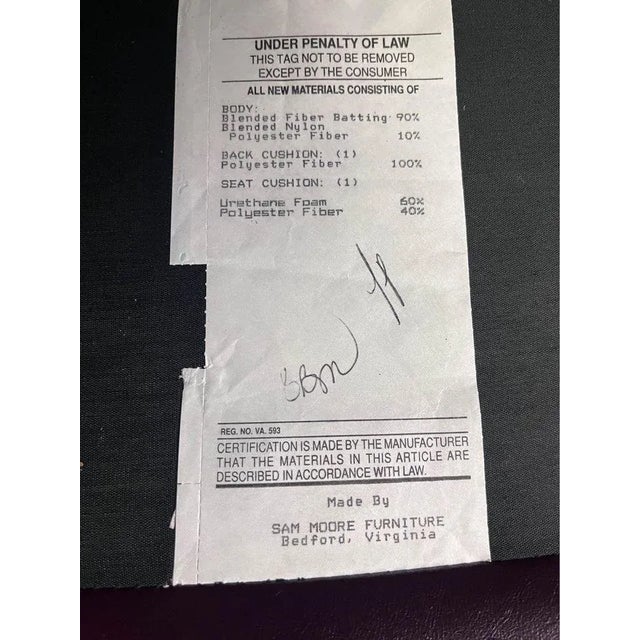 UNDER PENALTY OF LAW
THIS TAG NOT TO BE REMOVED
EXCEPT BY THE CONSUMER
ALL NEW MATERIALS CONSISTING OF
BODY:
Blended Fiber Batting 90%
Blended Nylon
Polyester Fiber 10%
BACK CUSHION: (1)
Polyester Fiber 100%
SEAT CUSHION: (1)
Urethane Foam 60%
Polyester Fiber 40%
REG. NO. VA. 593
CERTIFICATION IS MADE BY THE MANUFACTURER
THAT THE MATERIALS IN THIS ARTICLE ARE
DESCRIBED IN ACCORDANCE WITH LAW.
Made By
SAM MOORE FURNITURE
Bedford, Virginia